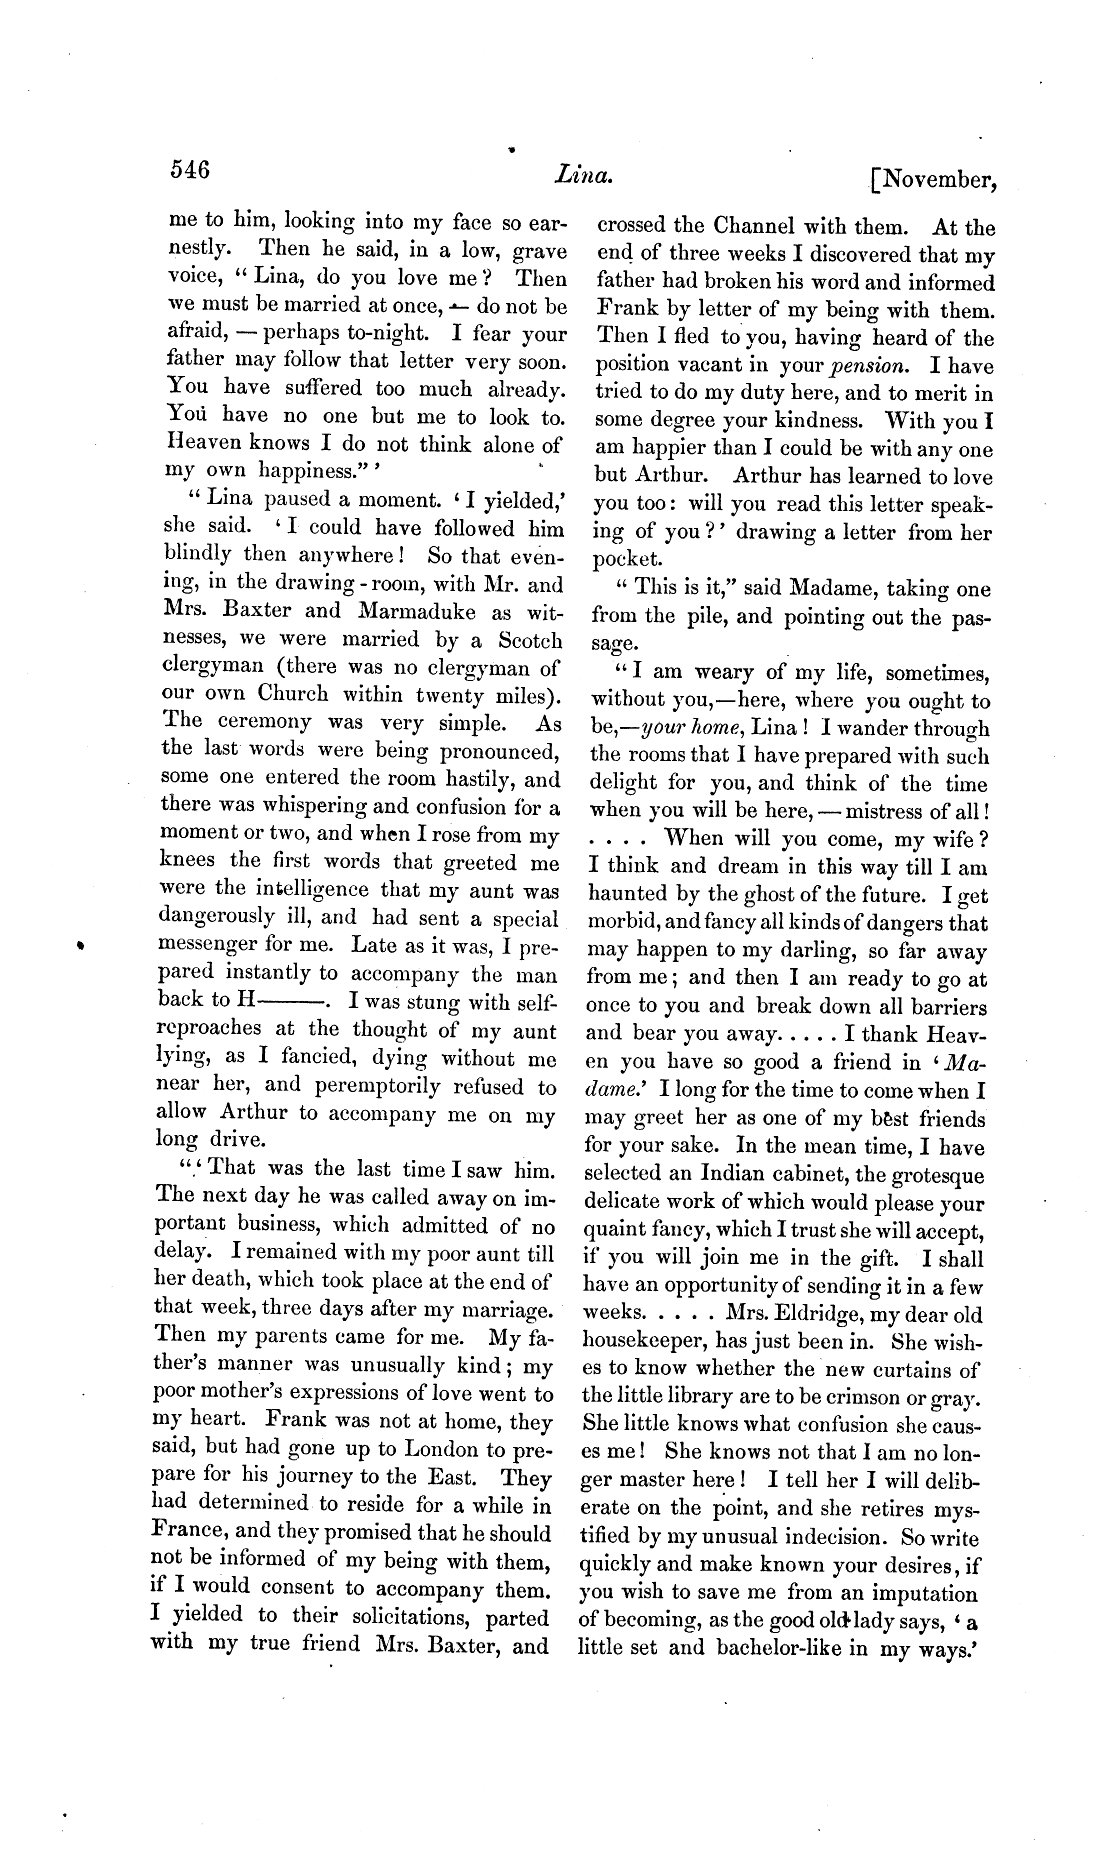 546
Lina.
[November,
me to him, looking into my face so ear-
nestly. Then he said, in a low, grave
voice, “ Lina, do you love me? Then
we must be married at once, — do not be
afraid, — perhaps to-night. I fear your
father may follow that letter very soon.
You have suffered too much already.
You have no one but me to look to.
Heaven knows I do not think alone of
my own happiness.” ’
“ Lina paused a moment. ‘ I yielded,’
she said. ‘ I could have followed him
blindly then anywhere! So that even-
ing, in the drawing-room, with Mr. and
Mrs. Baxter and Marmaduke as wit-
nesses, we were married by a Scotch
clergyman (there was no clergyman of
our own Church within twenty miles).
The ceremony was very simple. As
the last words were being pronounced,
some one entered the room hastily, and
there was whispering and confusion for a
moment or two, and when I rose from my
knees the first words that greeted me
were the intelligence that my aunt was
dangerously ill, and had sent a special
messenger for me. Late as it was, I pre-
pared instantly to accompany the man
back to H———. I was stung with self-
reproaches at the thought of my aunt
lying, as I fancied, dying without me
near her, and peremptorily refused to
allow Arthur to accompany me on my
long drive.
“ ‘ That was the last time I saw him.
The next day he was called away on im-
portant business, which admitted of no
delay. I remained with my poor aunt till
her death, which took place at the end of
that week, three days after my marriage.
Then my parents came for me. My fa-
ther's manner was unusually kind; my
poor mother's expressions of love went to
my heart. Frank was not at home, they
said, but had gone up to London to pre-
pare for his journey to the East. They
had determined to reside for a while in
France, and they promised that he should
not be informed of my being with them,
if I would consent to accompany them.
I yielded to their solicitations, parted
with my true friend Mrs. Baxter, and
crossed the Channel with them. At the
end of three weeks I discovered that my
father had broken his word and informed
Frank by letter of my being with them.
Then I fled to you, having heard of the
position vacant in your pension. I have
tried to do my duty here, and to merit in
some degree your kindness. With you I
am happier than I could be with any one
but Arthur. Arthur has learned to love
you too: will you read this letter speak-
ing of you?’ drawing a letter from her
pocket.
“ This is it,” said Madame, taking one
from the pile, and pointing out the pas-
sage.
“ I am weary of my life, sometimes,
without you,—here, where you ought to
be,—your home, Lina! I wander through
the rooms that I have prepared with such
delight for you, and think of the time
when you will be here, — mistress of all!
. . . . When will you come, my wife?
I think and dream in this way till I am
haunted by the ghost of the future. I get
morbid, and fancy all kinds of dangers that
may happen to my darling, so far away
from me; and then I am ready to go at
once to you and break down all barriers
and bear you away. . . . . I thank Heav-
en you have so good a friend in ‘ Ma-
dame.’ I long for the time to come when I
may greet her as one of my best friends
for your sake. In the mean time, I have
selected an Indian cabinet, the grotesque
delicate work of which would please your
quaint fancy, which I trust she will accept,
if you will join me in the gift. I shall
have an opportunity of sending it in a few
weeks. . . . . Mrs. Eldridge, my dear old
housekeeper, has just been in. She wish-
es to know whether the new curtains of
the little library are to be crimson or gray.
She little knows what confusion she caus-
es me! She knows not that I am no lon-
ger master here! I tell her I will delib-
erate on the point, and she retires mys-
tified by my unusual indecision. So write
quickly and make known your desires, if
you wish to save me from an imputation
of becoming, as the good old lady says, ‘ a
little set and bachelor-like in my ways.’